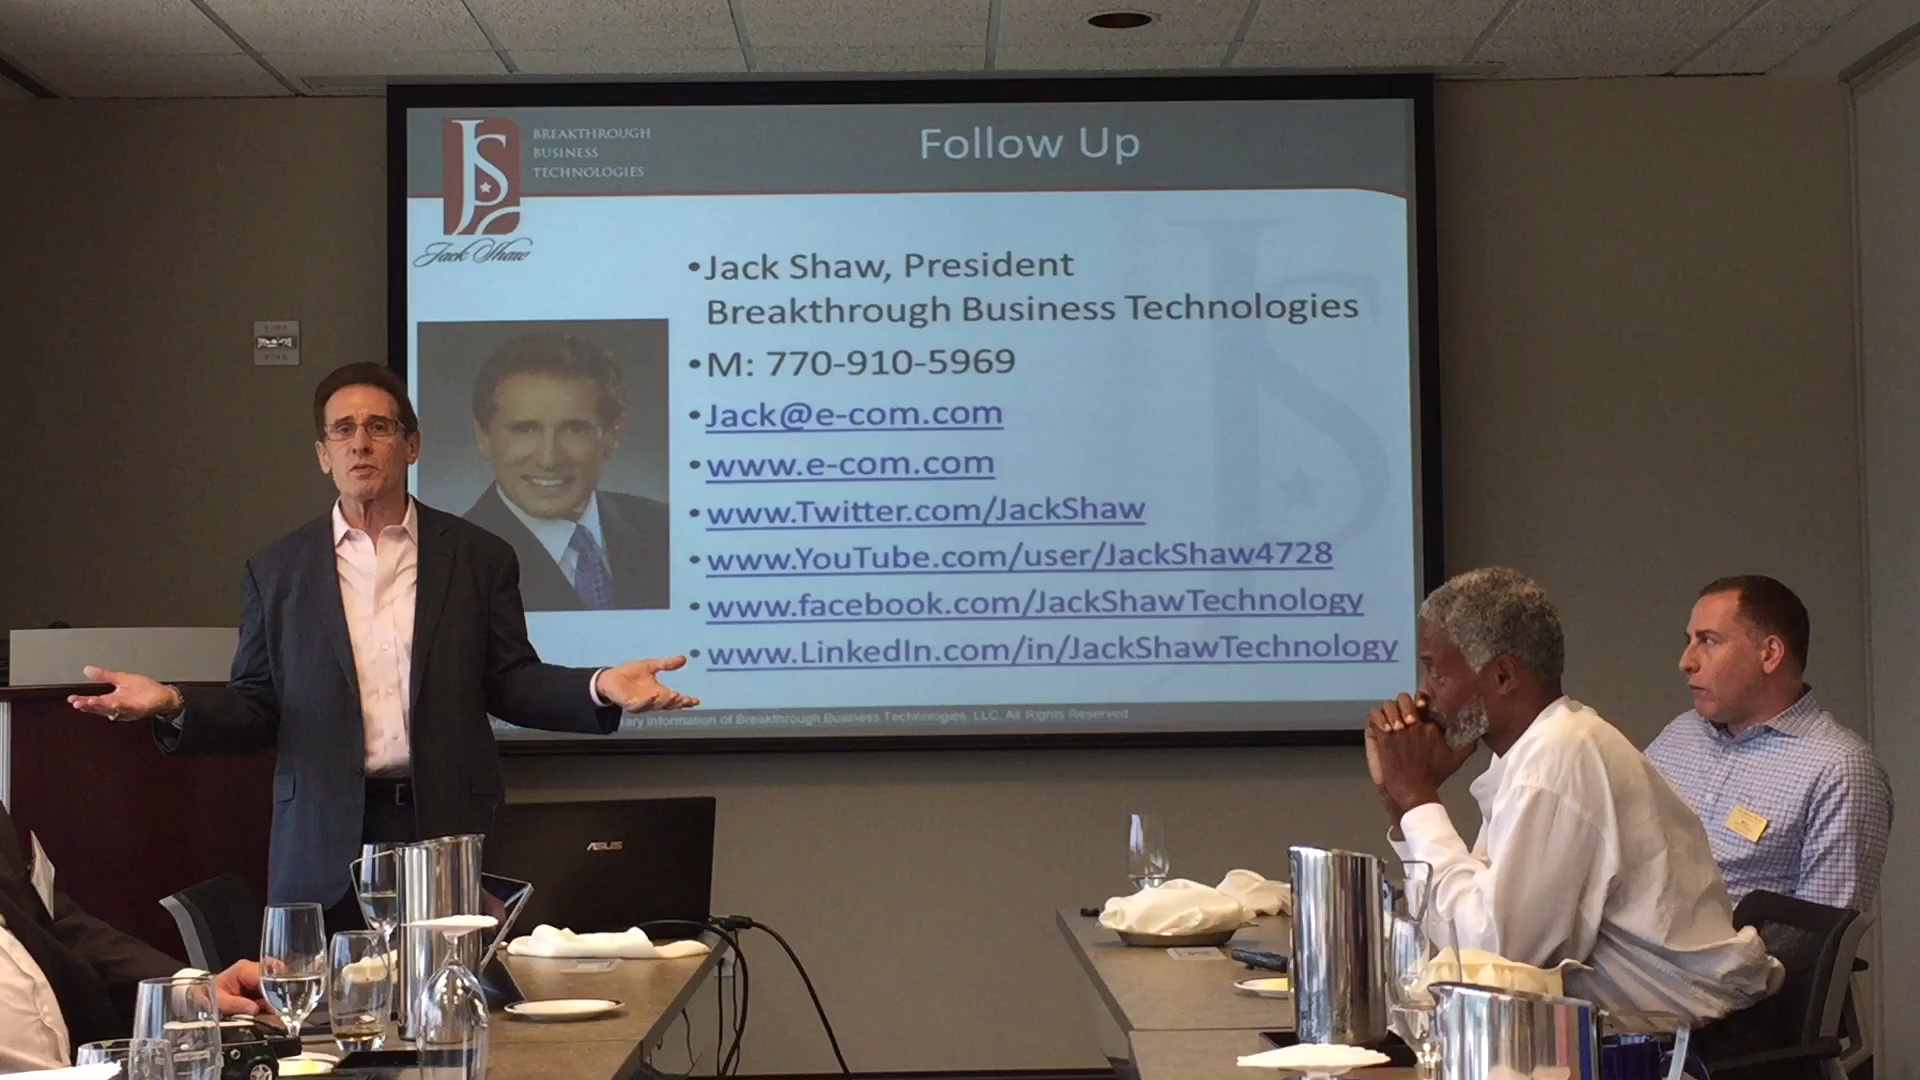 BREAKTHROUGH
BUSINESS
TECHNOLOGIES
Jack Shaw
Follow Up
•Jack Shaw, President
Breakthrough Business Technologies
•M: 770-910-5969
•Jack@e-com.com
•www.e-com.com
•www.Twitter.com/JackShaw
•www.YouTube.com/user/JackShaw4728
•www.facebook.com/JackShawTechnology
•www.LinkedIn.com/in/JackShawTechnology
Information of Breakthrough Business Technologies, LLC. All Rights Reserved
ASUS